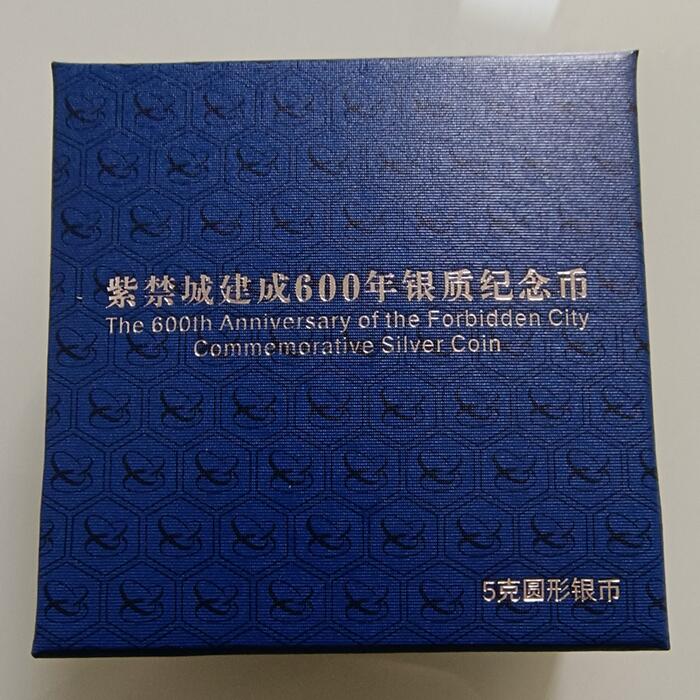 紫禁城建成600年银质纪念币
The 600th Anniversary of the Forbidden City
Commemorative Silver Coin
5克圆形银币